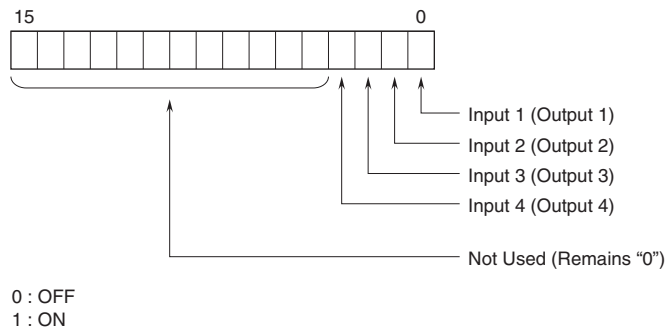 15 0
Input 1 (Output 1)
Input 2 (Output 2)
Input 3 (Output 3)
Input 4 (Output 4)
Not Used (Remains “0”)
0 : OFF
1 : ON